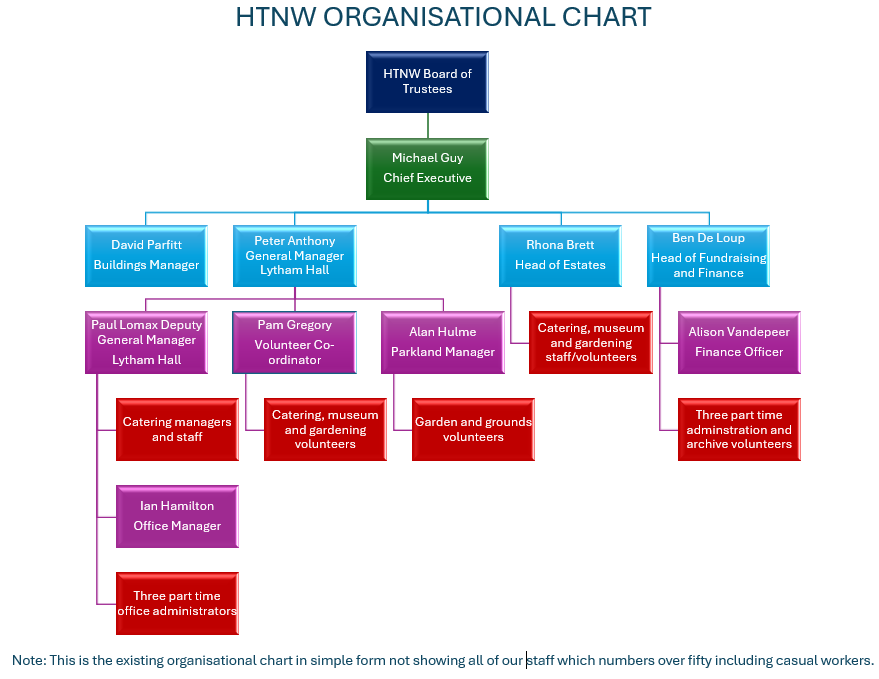 HTNW ORGANISATIONAL CHART
HTNW Board of
Trustees
Michael Guy
Chief Executive
David Parfitt
Buildings Manager
Peter Anthony
General Manager
Lytham Hall
Rhona Brett
Head of Estates
Ben De Loup
Head of Fundraising
and Finance
Paul Lomax Deputy
General Manager
Lytham Hall
Pam Gregory
Volunteer Co-
ordinator
Alan Hulme
Parkland Manager
Catering, museum
and gardening
staff/volunteers
Alison Vandepeer
Finance Officer
Catering managers
and staff
Catering, museum
and gardening
volunteers
Garden and grounds
volunteers
Three part time
adminstration and
archive volunteers
Ian Hamilton
Office Manager
Three part time
office administrators
Note: This is the existing organisational chart in simple form not showing all of our staff which numbers over fifty including casual workers.